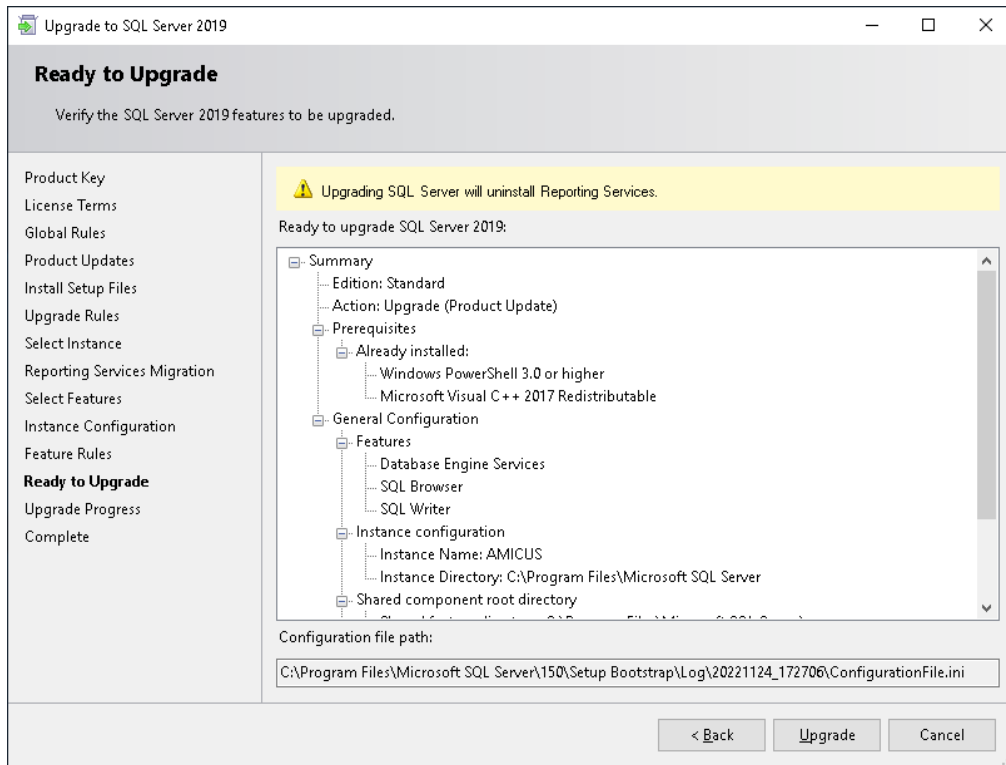 Upgrade to SQL Server 2019
Ready to Upgrade
Verify the SQL Server 2019 features to be upgraded.
Product Key
License Terms
Global Rules
Product Updates
Install Setup Files
Upgrade Rules
Select Instance
Reporting Services Migration
Select Features
Instance Configuration
Feature Rules
Ready to Upgrade
Upgrade Progress
Complete
Upgrading SQL Server will uninstall Reporting Services.
Ready to upgrade SQL Server 2019:
Summary
Edition: Standard
Action: Upgrade (Product Update)
Prerequisites
Already installed:
Windows PowerShell 3.0 or higher
Microsoft Visual C++ 2017 Redistributable
General Configuration
Features
Database Engine Services
SQL Browser
SQL Writer
Instance configuration
Instance Name: AMICUS
Instance Directory: C:\Program Files\Microsoft SQL Server
Shared component root directory
Configuration file path:
C:\Program Files\Microsoft SQL Server\150\Setup Bootstrap\Log\20221124_172706\ConfigurationFile.ini
< Back
Upgrade
Cancel